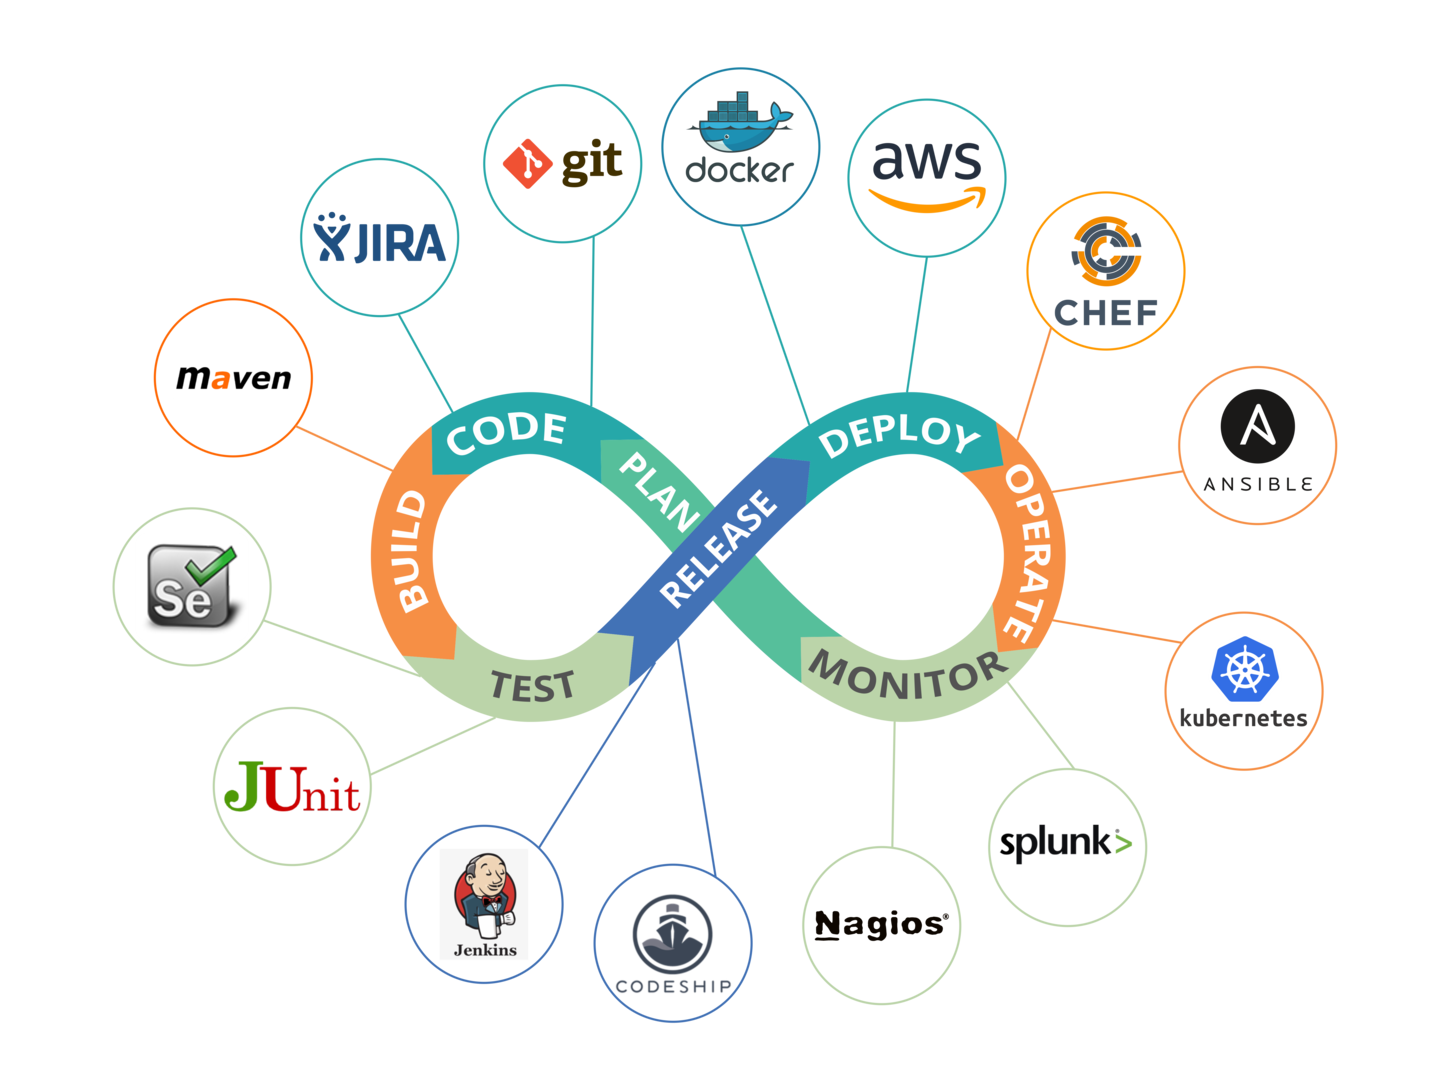 docker
aws
git
JIRA
CHEF
maven
ANSIBLE
CODE
PLAN
DEPLOY
BUILD
RELEASE
OPERATE
Se
TEST
MONITOR
kubernetes
JUnit
splunk>
Jenkins
CODESHIP
Nagios®